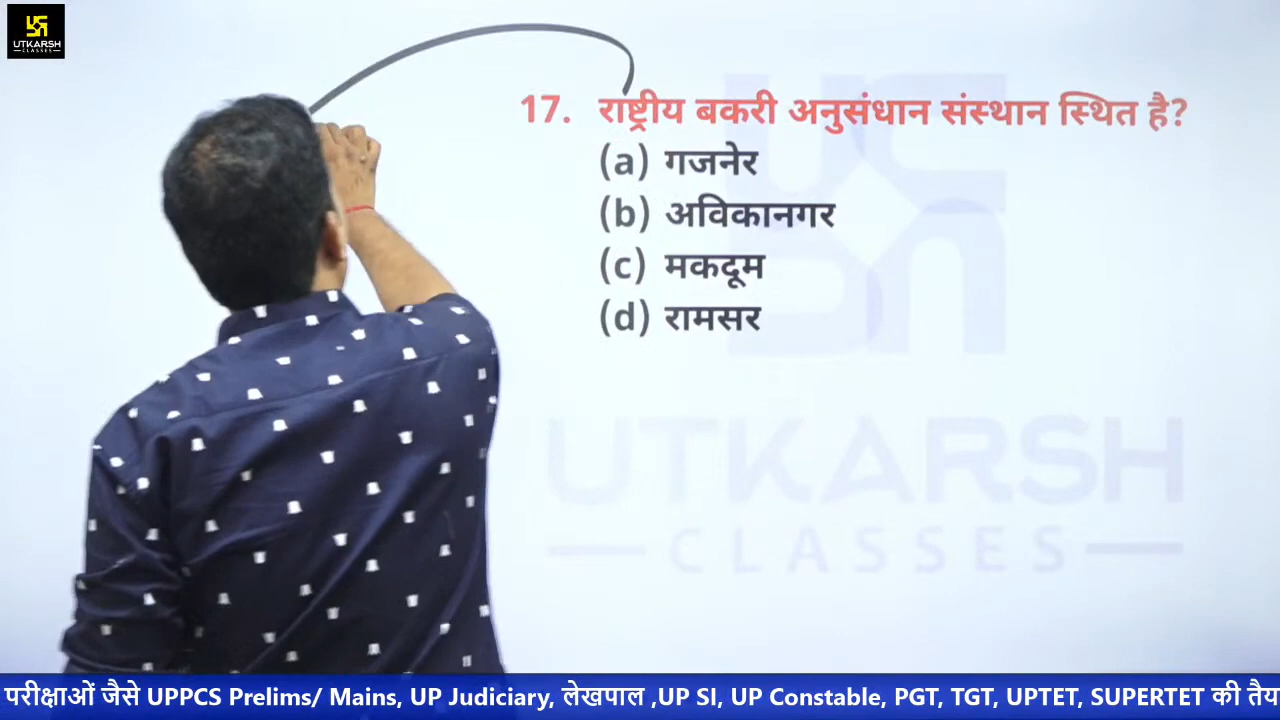 UTKARSH
CLASSES
17. राष्ट्रीय बकरी अनुसंधान संस्थान स्थित है?
(a) गजनेर
(b) अविकानगर
(c) मकदूम
(d) रामसर
UTKARSH
CLASSES
परीक्षाओं जैसे UPPCS Prelims/ Mains, UP Judiciary, लेखपाल ,UP SI, UP Constable, PGT, TGT, UPTET, SUPERTET की तैय